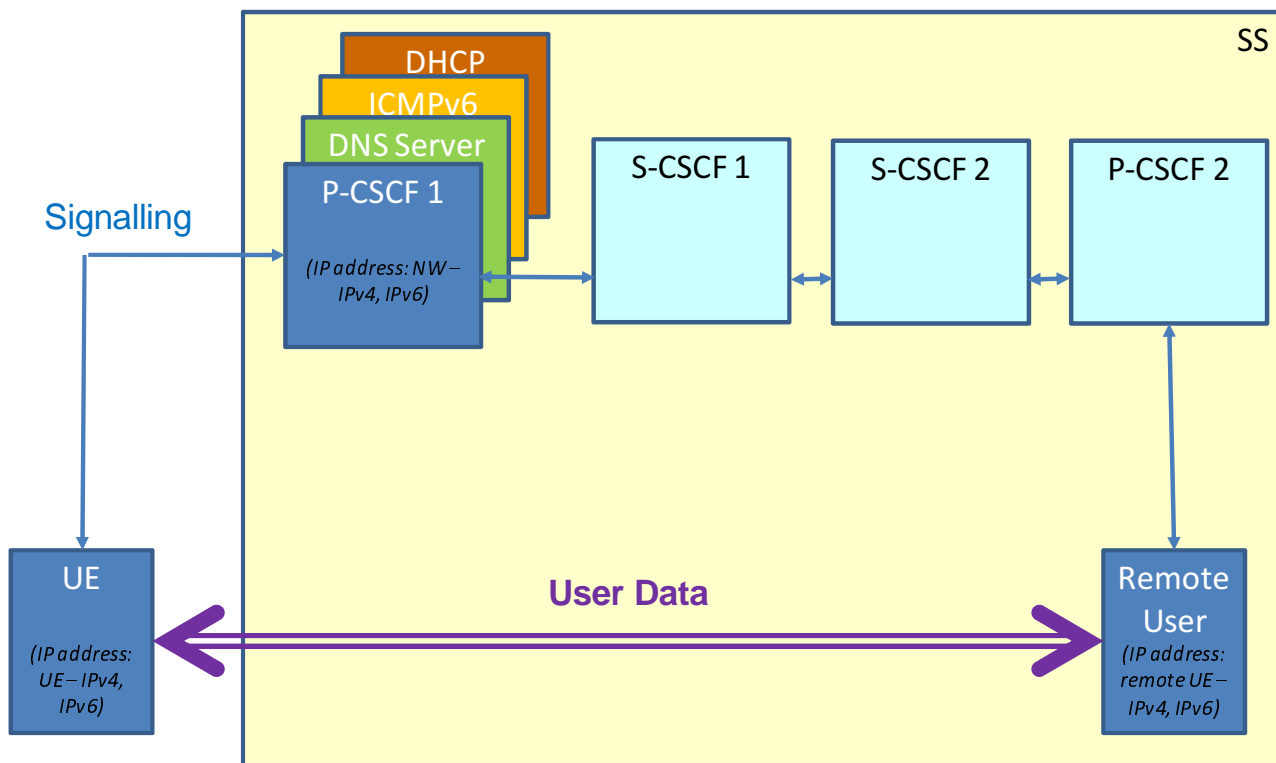 SS
DHCP
ICMPv6
DNS Server
P-CSCF 1
(IP address: NW –
IPv4, IPv6)
S-CSCF 1
S-CSCF 2
P-CSCF 2
Signalling
UE
(IP address:
UE – IPv4,
IPv6)
User Data
Remote
User
(IP address:
remote UE –
IPv4, IPv6)